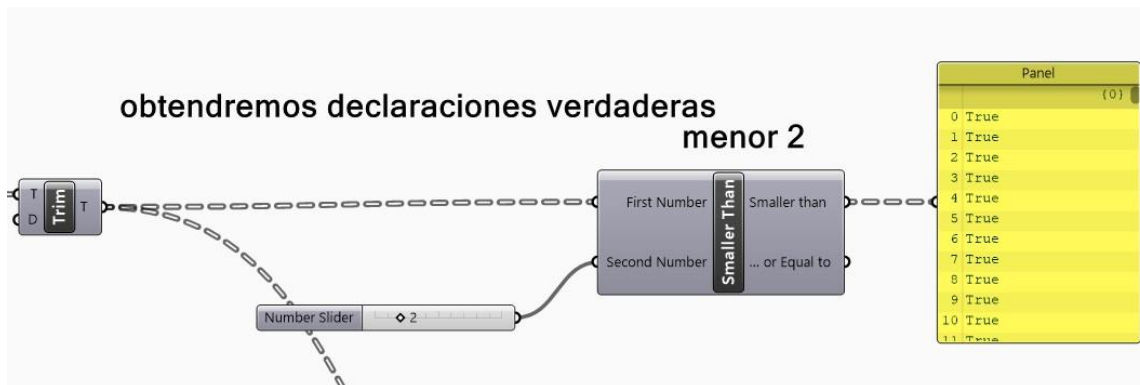 Panel
{0}
obtendremos declaraciones verdaderas
menor 2
0 True
1 True
2 True
3 True
4 True
5 True
6 True
7 True
8 True
9 True
10 True
11 True
T
D
Trim
T
First Number
Second Number
Smaller Than
Smaller than
... or Equal to
Number Slider
2